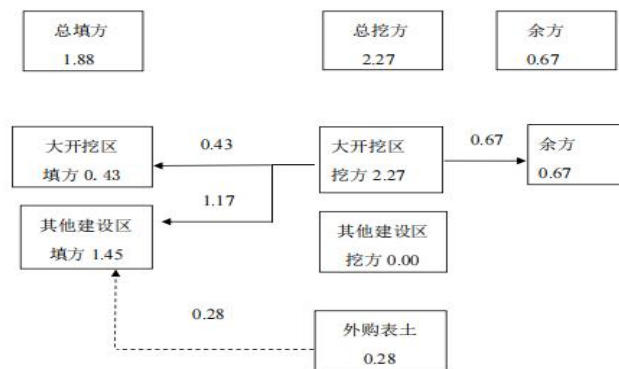 总填方
1.88
总挖方
2.27
余方
0.67
大开挖区
填方 0. 43
0.43
大开挖区
挖方 2.27
0.67
余方
0.67
1.17
其他建设区
填方 1.45
其他建设区
挖方 0.00
0.28
外购表土
0.28